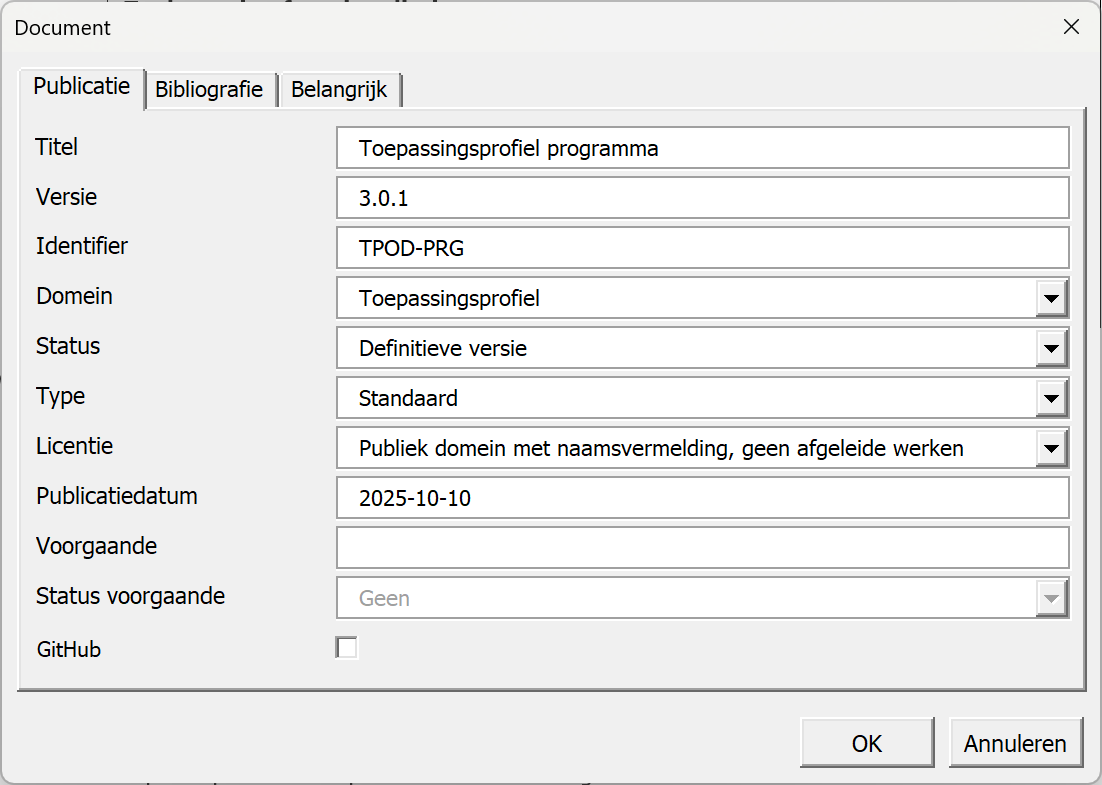 Document
Publicatie Bibliografie Belangrijk
Titel Toepassingsprofiel programma
Versie 3.0.1
Identifier TPOD-PRG
Domein Toepassingsprofiel
Status Definitieve versie
Type Standaard
Licentie Publiek domein met naamsvermelding, geen afgeleide werken
Publicatiedatum 2025-10-10
Voorgaande
Status voorgaande Geen
GitHub
OK Annuleren